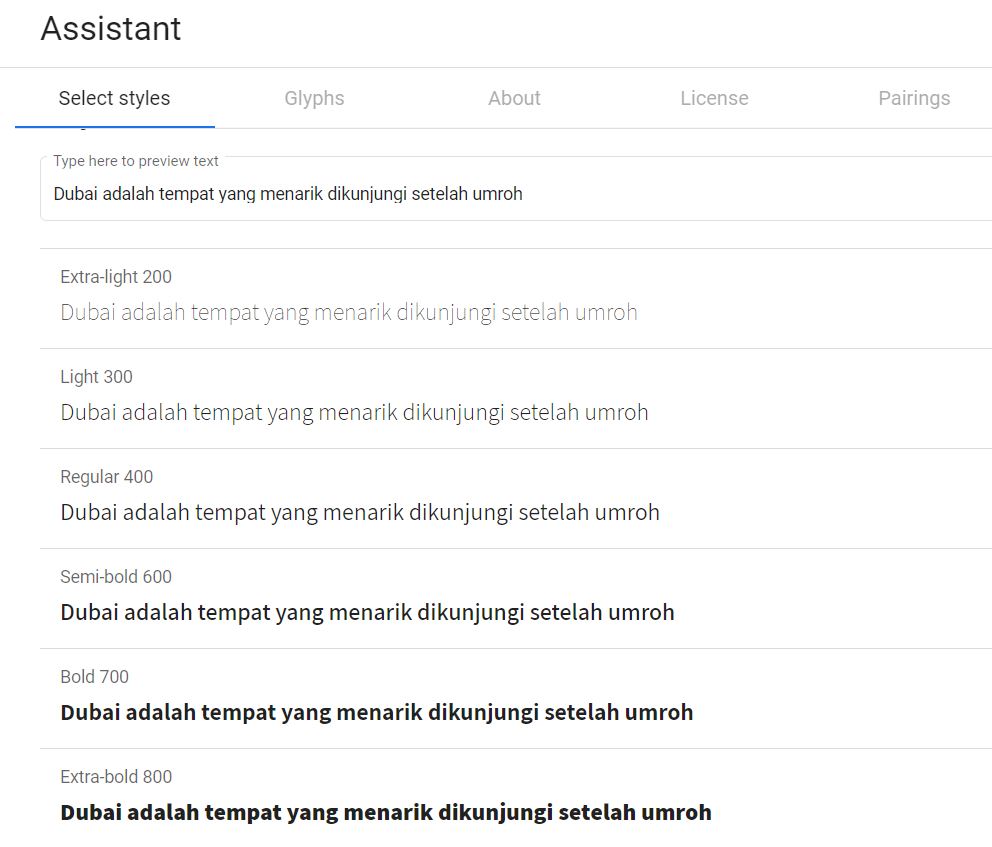 Assistant
Select styles Glyphs About License Pairings
Type here to preview text
Dubai adalah tempat yang menarik dikunjungi setelah umroh
Extra-light 200
Dubai adalah tempat yang menarik dikunjungi setelah umroh
Light 300
Dubai adalah tempat yang menarik dikunjungi setelah umroh
Regular 400
Dubai adalah tempat yang menarik dikunjungi setelah umroh
Semi-bold 600
Dubai adalah tempat yang menarik dikunjungi setelah umroh
Bold 700
Dubai adalah tempat yang menarik dikunjungi setelah umroh
Extra-bold 800
Dubai adalah tempat yang menarik dikunjungi setelah umroh